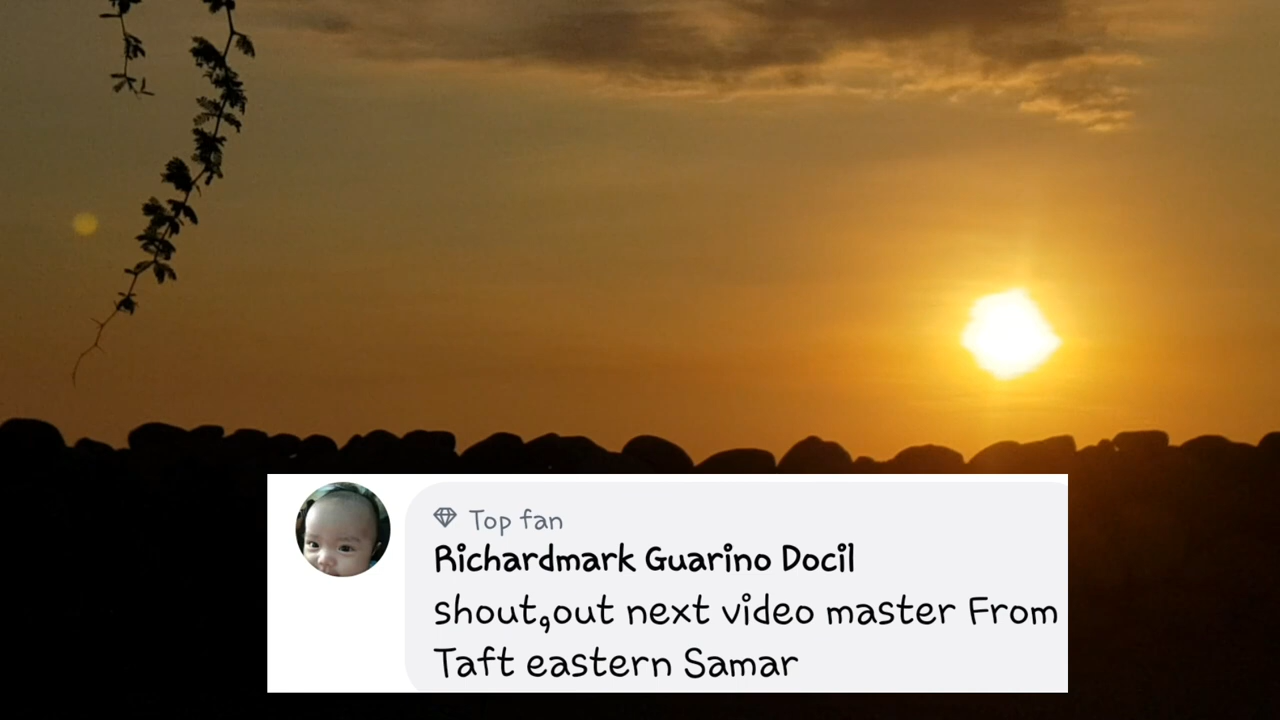 Top fan
Richardmark Guarino Docil
shout,out next video master From
Taft eastern Samar